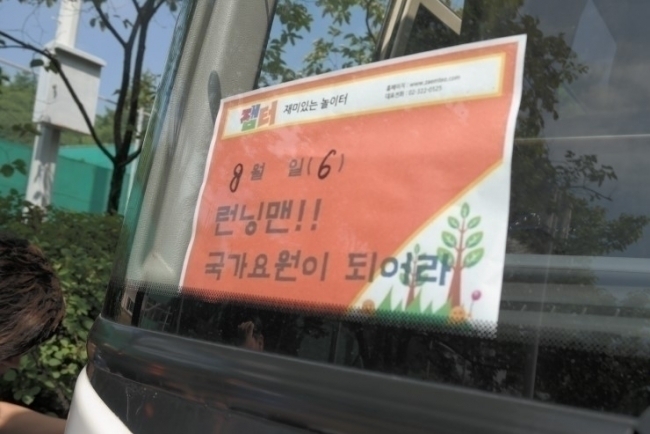 잼터 재미있는 놀이터
8월 일(6)
런닝맨!!
국가요원이 되어라